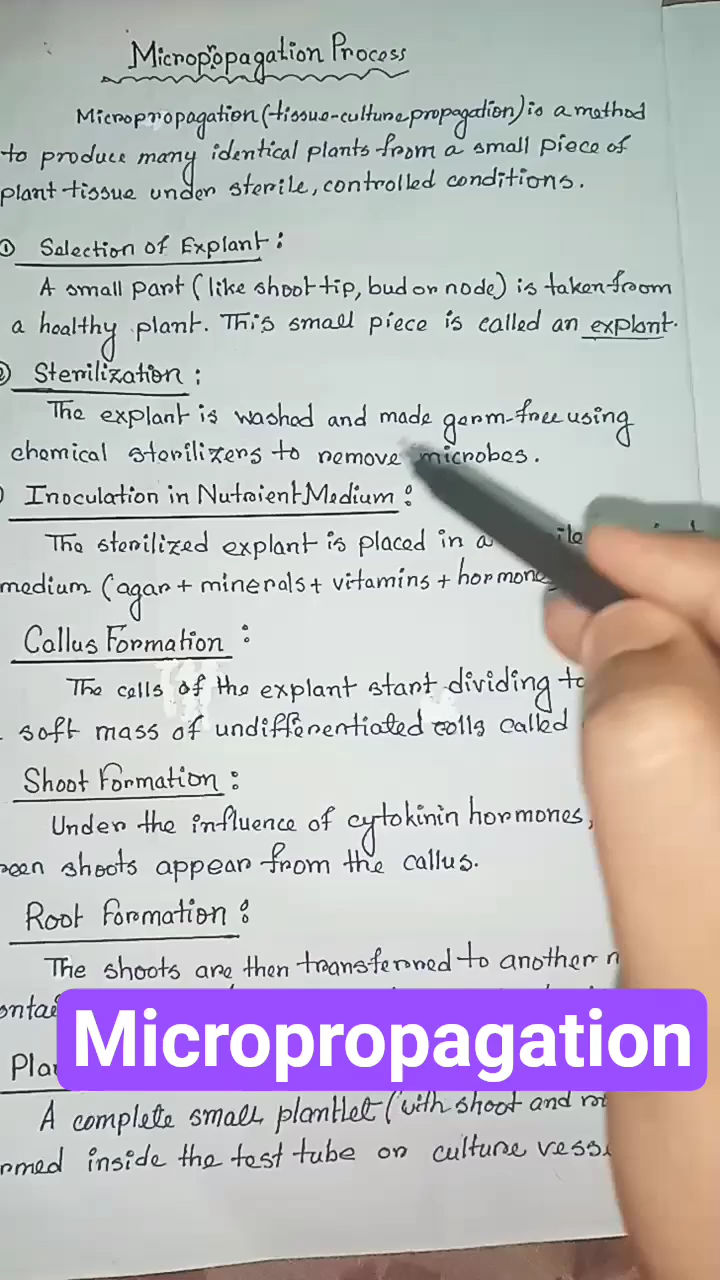 Micropropagation Process
Micropropagation (tissue-culture propagation) is a method
to produce many identical plants from a small piece of
plant tissue under sterile, controlled conditions.
① Selection of Explant :
A small part (like shoot tip, bud or node) is taken from
a healthy plant. This small piece is called an explant.
② Sterilization :
The explant is washed and made germ-free using
chemical sterilizers to remove microbes.
Inoculation in Nutrient Medium :
The sterilized explant is placed in a
medium (agar + minerals + vitamins + hormone
Callus Formation :
The cells of the explant start dividing to
soft mass of undifferentiated cells called
Shoot Formation :
Under the influence of cytokinin hormones,
shoots appear from the callus.
Root Formation :
The shoots are then transferred to another
Micropropagation
A complete small plantlet (with shoot and
inside the test tube or culture